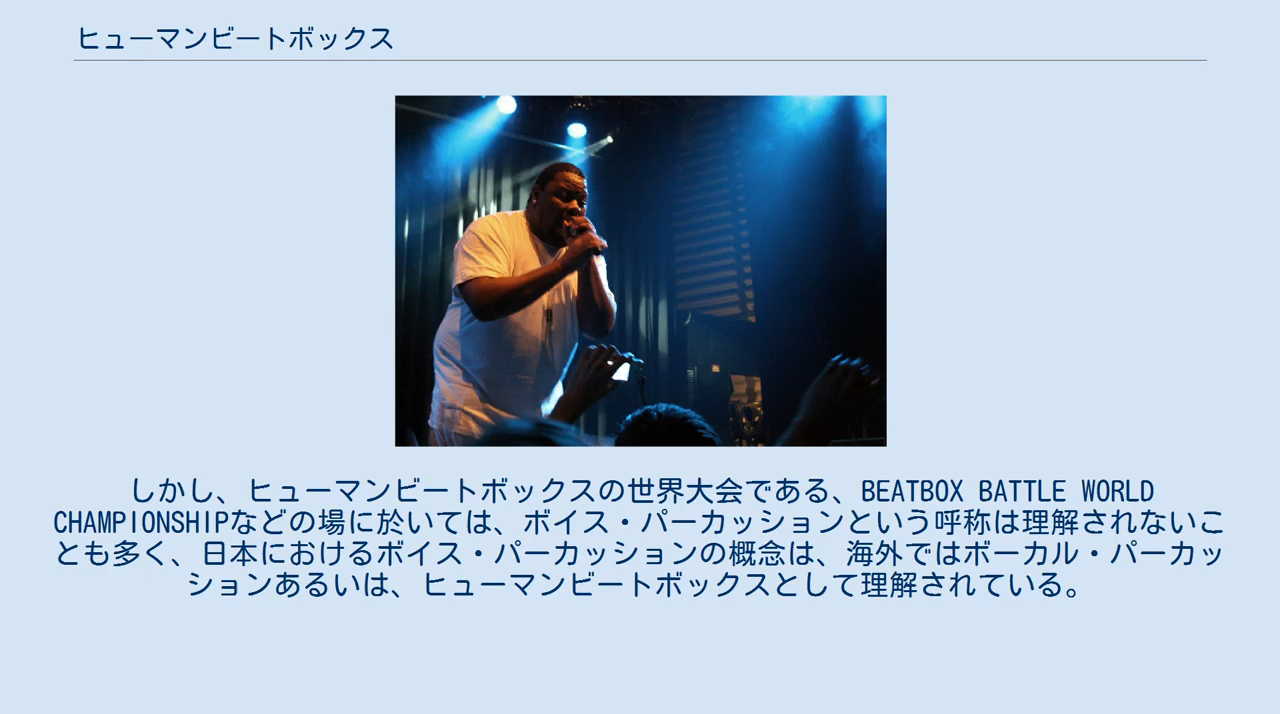 ヒューマンビートボックス
しかし、ヒューマンビートボックスの世界大会である、BEATBOX BATTLE WORLD
CHAMPIONSHIPなどの場に於いては、ボイス・パーカッションという呼称は理解されないこ
とも多く、日本におけるボイス・パーカッションの概念は、海外ではボーカル・パーカッ
ションあるいは、ヒューマンビートボックスとして理解されている。